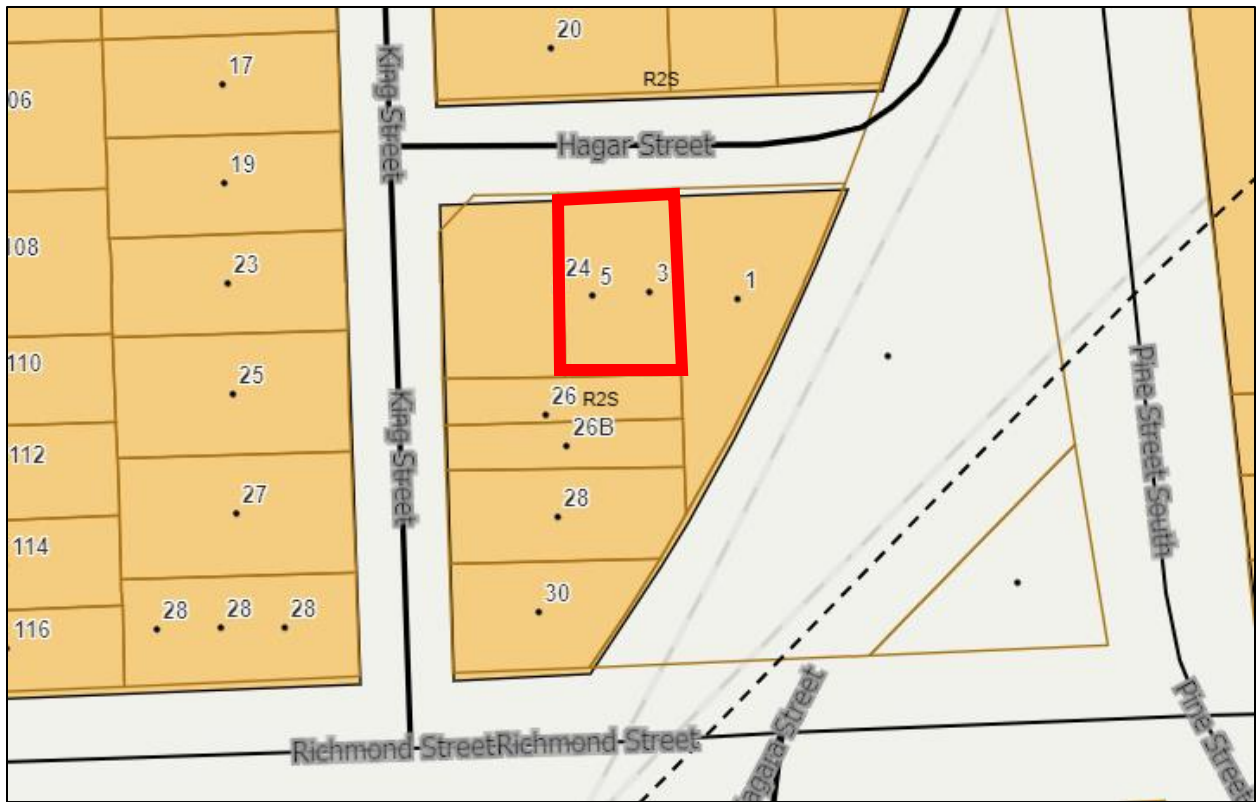 20
17
R2S
06
King Street
Hagar Street
19
108
23
24
5
3
1
110
25
26
R2S
26B
King Street
Pine Street South
112
27
28
114
28
28
28
30
116
Richmond Street
Richmond Street
Niagara Street
Pine Street